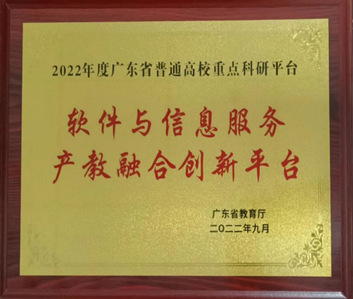 2022年度广东省普通高校重点科研平台
软件与信息服务
产教融合创新平台
广东省教育厅
二〇二二年九月